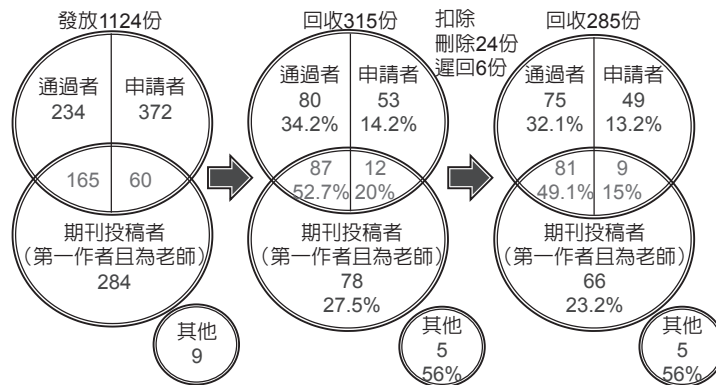 發放1124份
通過者
234
申請者
372
165
60
期刊投稿者
（第一作者且為老師）
284
其他
9
回收315份
通過者
80
34.2%
申請者
53
14.2%
87
52.7%
12
20%
期刊投稿者
（第一作者且為老師）
78
27.5%
其他
5
56%
扣除
刪除24份
遲回6份
回收285份
通過者
75
32.1%
申請者
49
13.2%
81
49.1%
9
15%
期刊投稿者
（第一作者且為老師）
66
23.2%
其他
5
56%